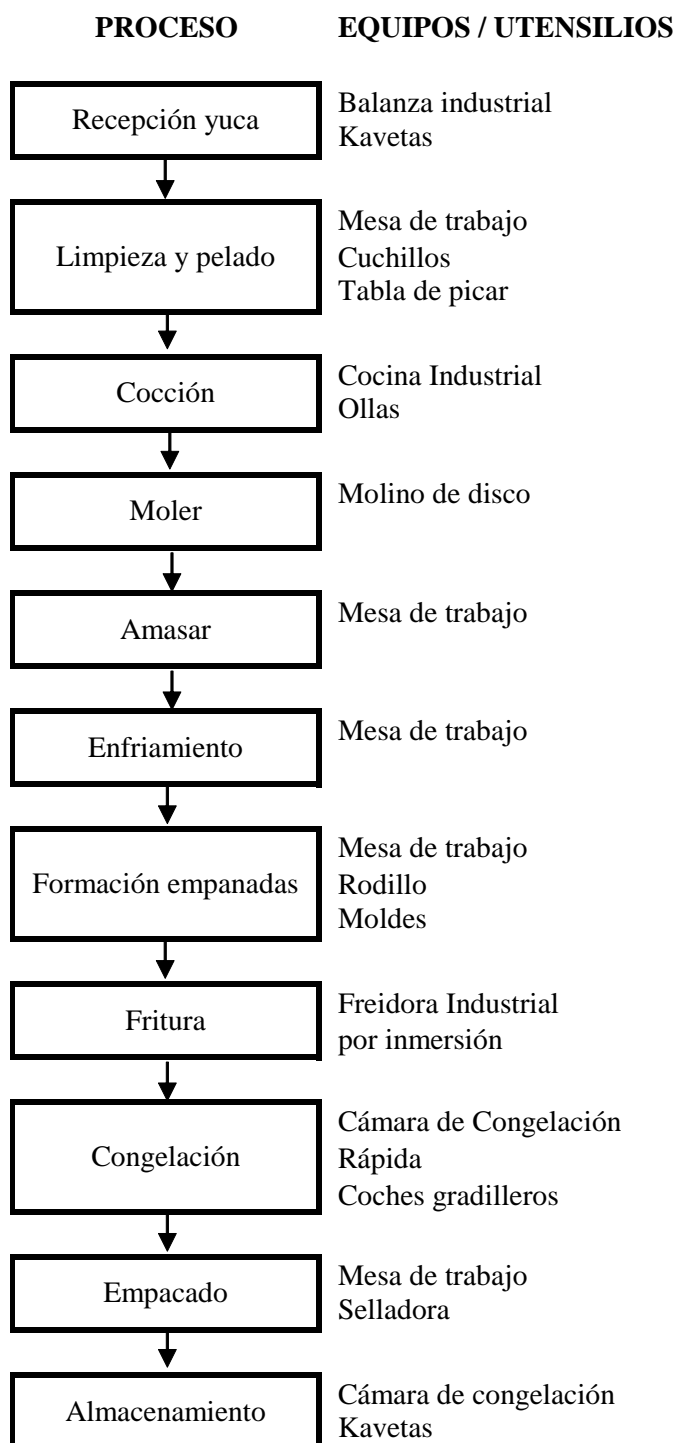 PROCESO EQUIPOS / UTENSILIOS
Recepción yuca
Balanza industrial
Kavetas
Limpieza y pelado
Mesa de trabajo
Cuchillos
Tabla de picar
Cocción
Cocina Industrial
Ollas
Moler
Molino de disco
Amasar
Mesa de trabajo
Enfriamiento
Mesa de trabajo
Formación empanadas
Mesa de trabajo
Rodillo
Moldes
Fritura
Freidora Industrial
por inmersión
Congelación
Cámara de Congelación
Rápida
Coches gradilleros
Empacado
Mesa de trabajo
Selladora
Almacenamiento
Cámara de congelación
Kavetas